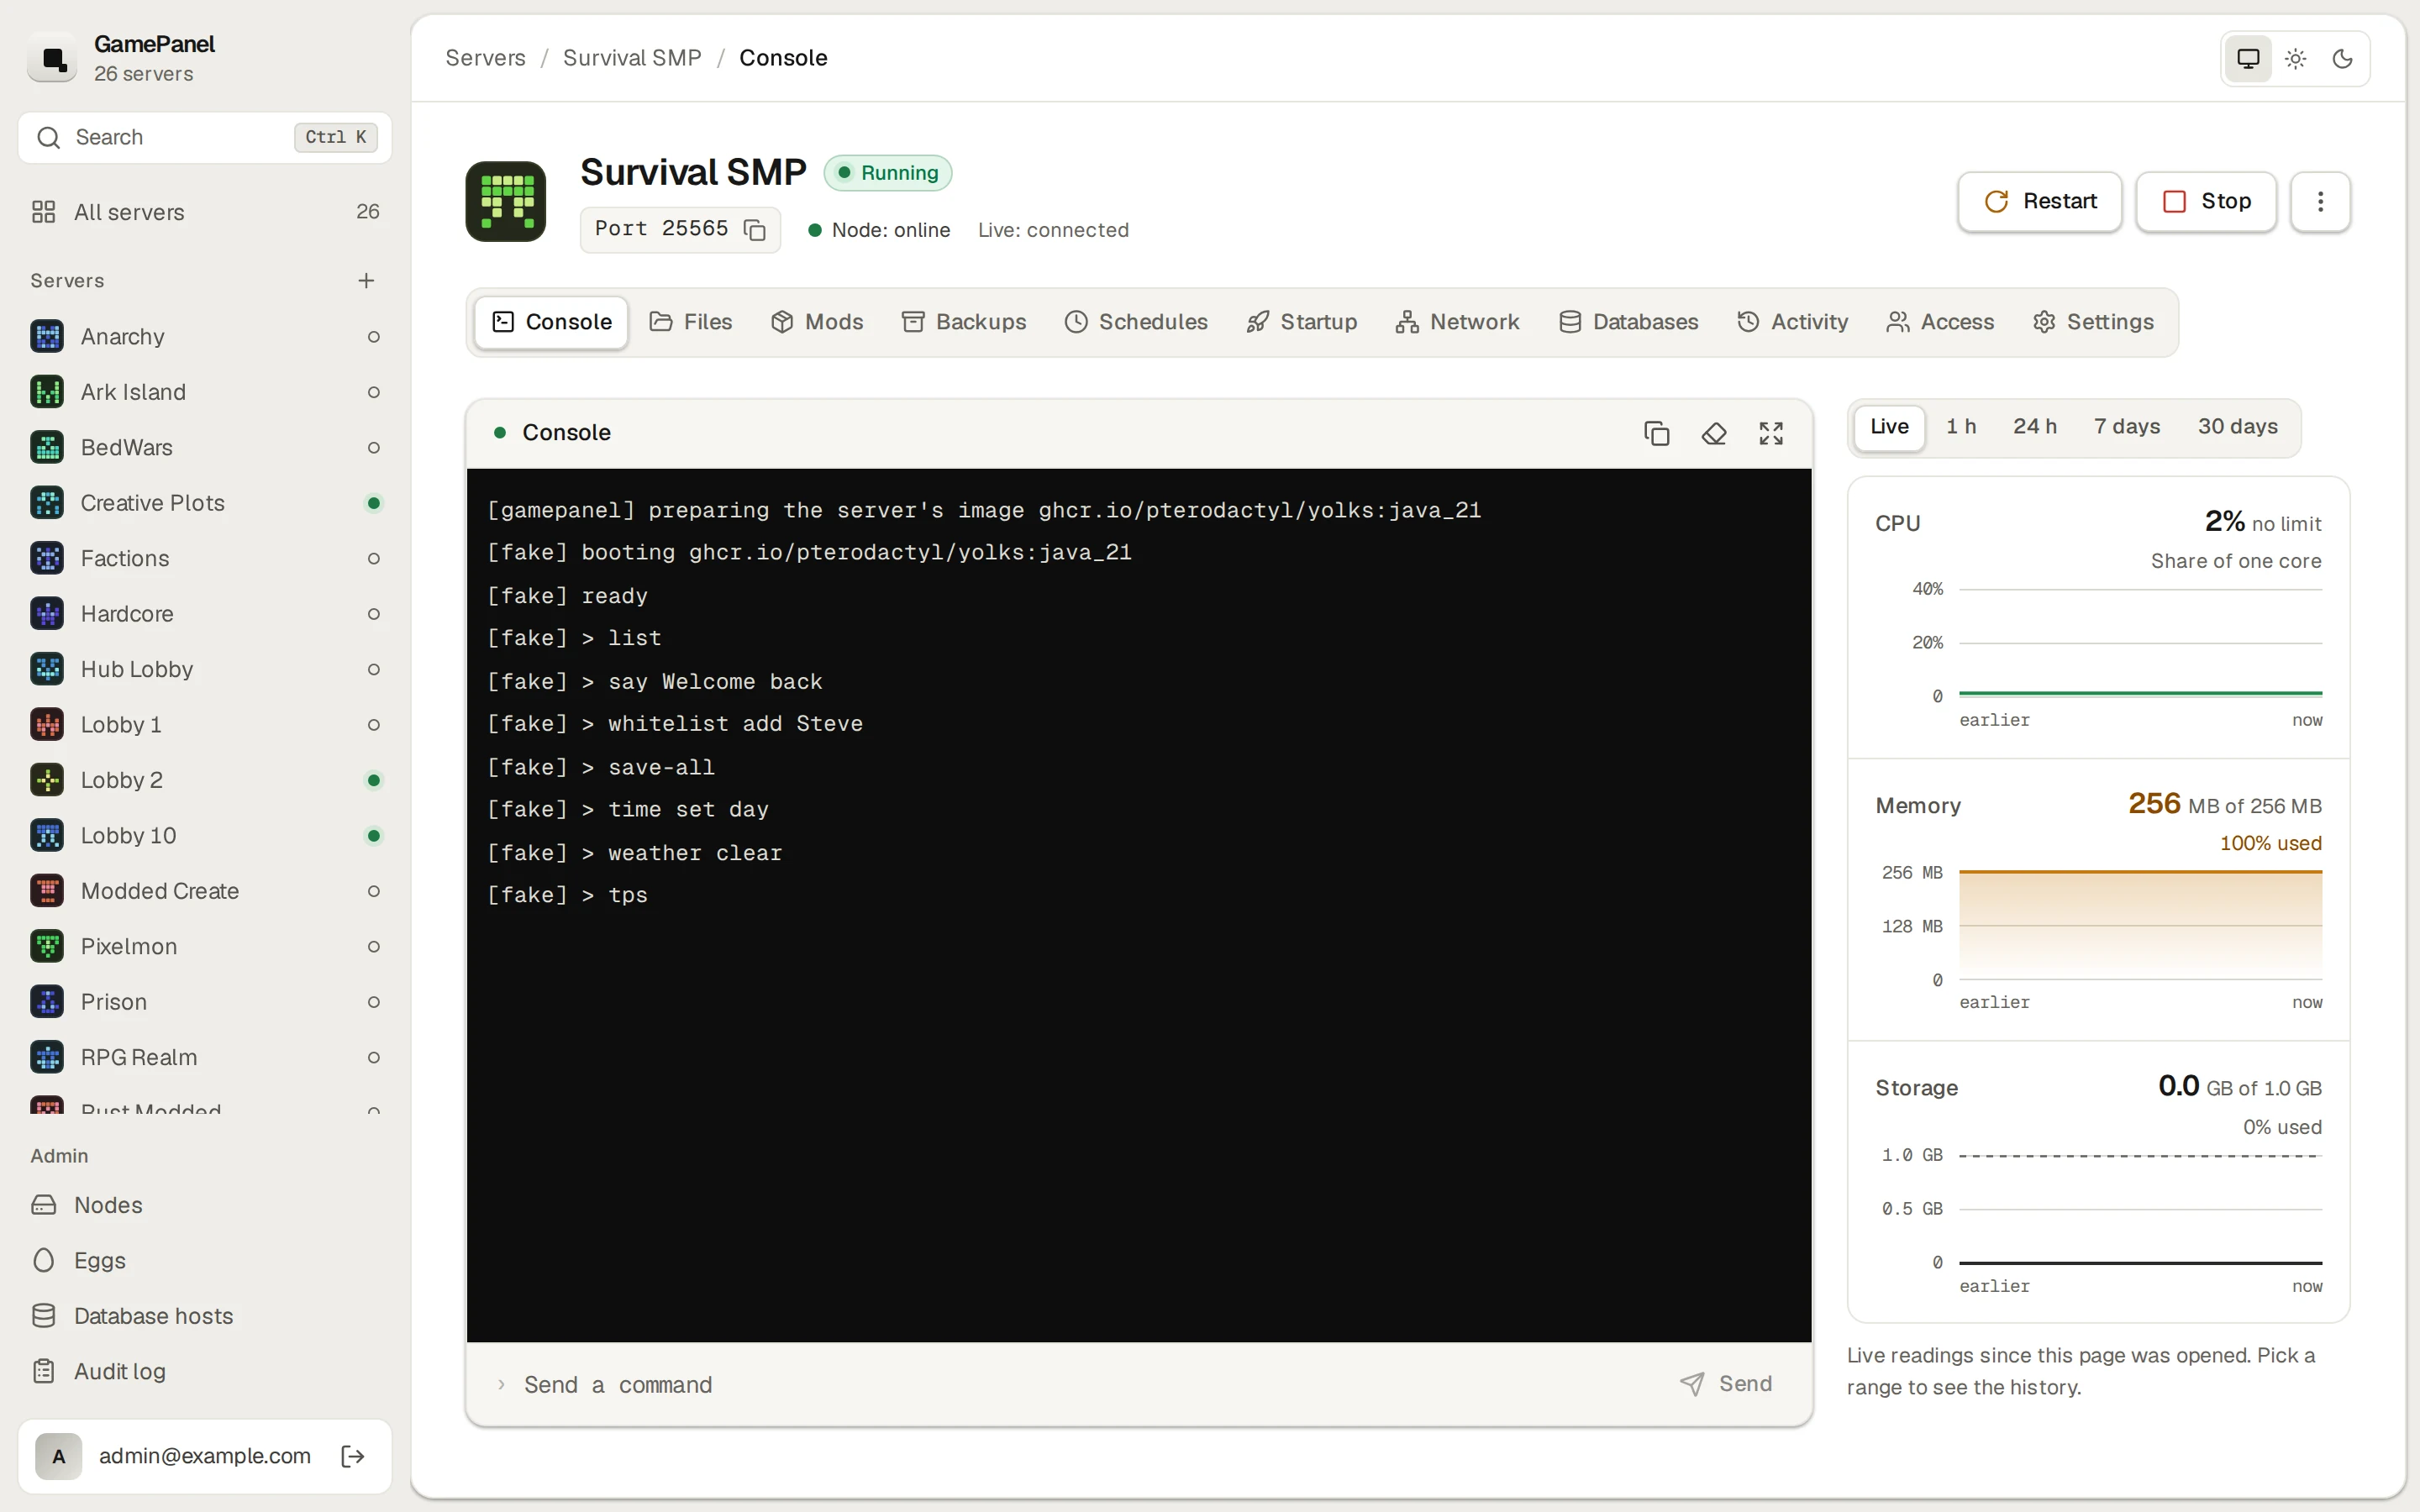 GamePanel
26 servers
Search
Ctrl K
All servers
26
Servers
Anarchy
Ark Island
BedWars
Creative Plots
Factions
Hardcore
Hub Lobby
Lobby 1
Lobby 2
Lobby 10
Modded Create
Pixelmon
Prison
RPG Realm
Rust Modded
Admin
Nodes
Eggs
Database hosts
Audit log
A
admin@example.com
Servers / Survival SMP / Console
Survival SMP
Running
Port 25565
Node: online
Live: connected
Restart
Stop
Console
Files
Mods
Backups
Schedules
Startup
Network
Databases
Activity
Access
Settings
Console
[gamepanel] preparing the server's image ghcr.io/pterodactyl/yolks:java_21
[fake] booting ghcr.io/pterodactyl/yolks:java_21
[fake] ready
[fake] > list
[fake] > say Welcome back
[fake] > whitelist add Steve
[fake] > save-all
[fake] > time set day
[fake] > weather clear
[fake] > tps
› Send a command
Send
Live
1 h
24 h
7 days
30 days
CPU
2% no limit
Share of one core
40%
20%
0
earlier
now
Memory
256 MB of 256 MB
100% used
256 MB
128 MB
0
earlier
now
Storage
0.0 GB of 1.0 GB
0% used
1.0 GB
0.5 GB
0
earlier
now
Live readings since this page was opened. Pick a
range to see the history.